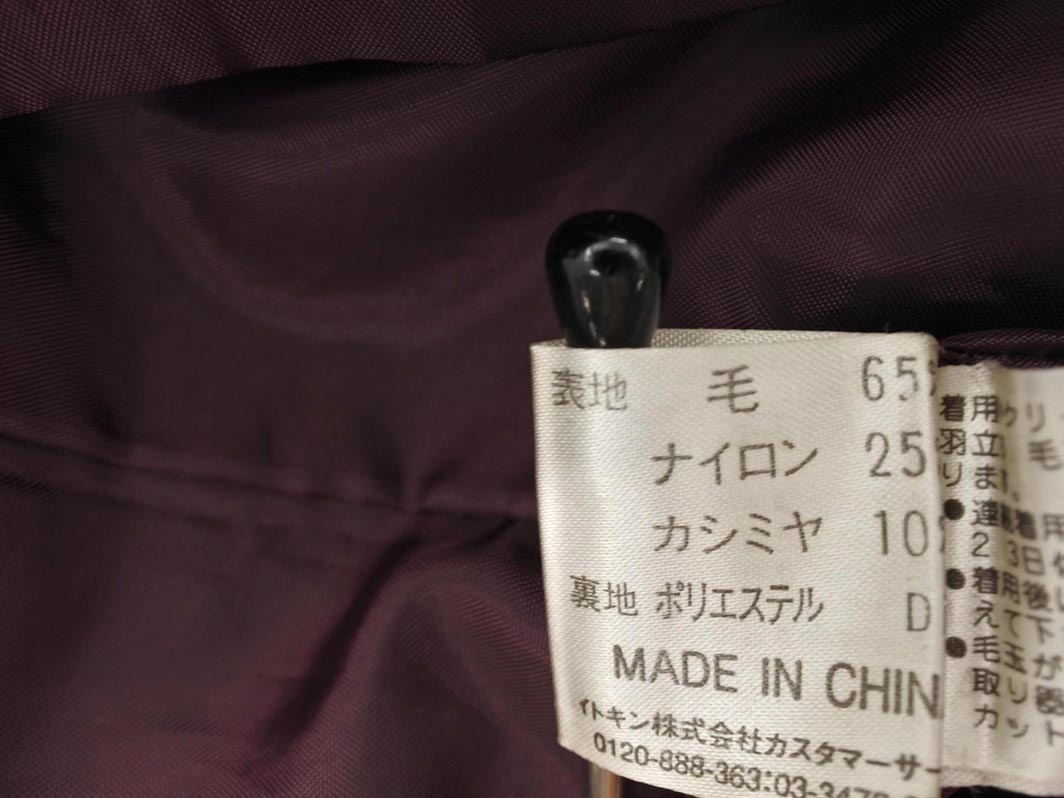 表地 毛 65%
ナイロン 25
カシミヤ 10
裏地 ポリエステル D
MADE IN CHIN
イトキン株式会社カスタマーサー
0120-888-363:03-3478
着用
羽立
りま
●連続着用
2 3日
●着用後
えて下
●毛玉が
取り
カット